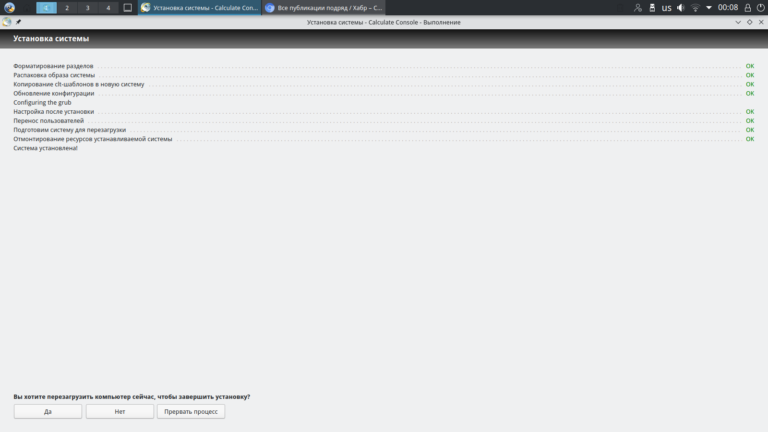 2
3
4
Установка системы - Calculate Con...
Все публикации подряд / Хабр – C...
us
00:08
Установка системы - Calculate Console - Выполнение
Установка системы
Форматирование разделов OK
Распаковка образа системы OK
Копирование clt-шаблонов в новую систему OK
Обновление конфигурации OK
Configuring the grub
Настройка после установки OK
Перенос пользователей OK
Подготовим систему для перезагрузки OK
Отмонтирование ресурсов устанавливаемой системы OK
Система установлена!
Вы хотите перезагрузить компьютер сейчас, чтобы завершить установку?
Да
Нет
Прервать процесс